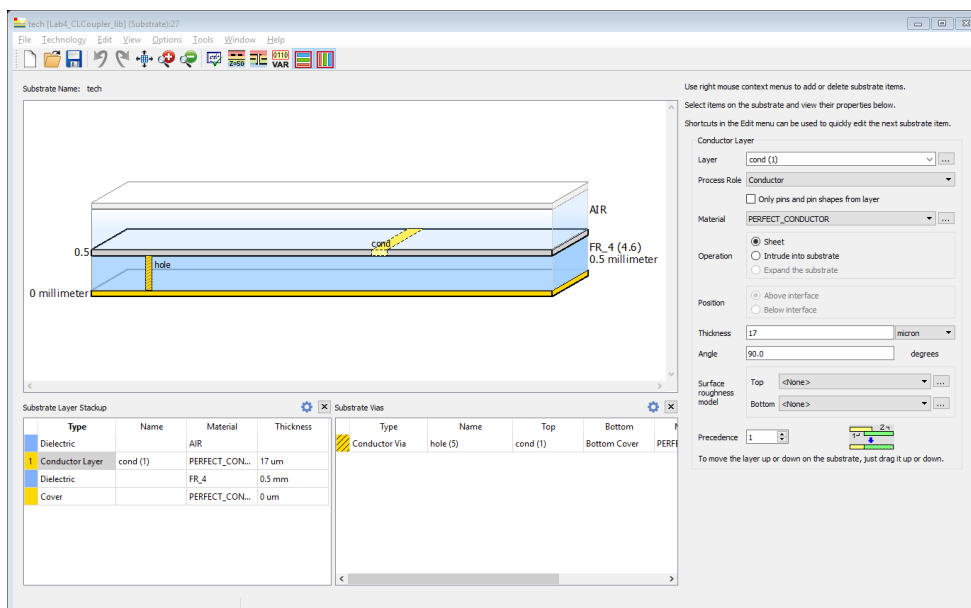 tech [Lab4_CLCoupler_lib] (Substrate):27
File Technology Edit View Options Tools Window Help
Z=50
0110
VAR
Substrate Name: tech
AIR
cond
0.5
FR_4 (4.6)
0.5 millimeter
hole
0 millimeter
Use right mouse context menus to add or delete substrate items.
Select items on the substrate and view their properties below.
Shortcuts in the Edit menu can be used to quickly edit the next substrate item.
Conductor Layer
Layer cond (1) ...
Process Role Conductor
Only pins and pin shapes from layer
Material PERFECT_CONDUCTOR ...
Operation
Sheet
Intrude into substrate
Expand the substrate
Position
Above interface
Below interface
Thickness 17 micron
Angle 90.0 degrees
Surface roughness model
Top <None> ...
Bottom <None> ...
Precedence 1
1 2
To move the layer up or down on the substrate, just drag it up or down.
Substrate Layer Stackup
Type Name Material Thickness
Dielectric AIR
1 Conductor Layer cond (1) PERFECT_CON... 17 um
Dielectric FR_4 0.5 mm
Cover PERFECT_CON... 0 um
Substrate Vias
Type Name Top Bottom
Conductor Via hole (5) cond (1) Bottom Cover PERFE